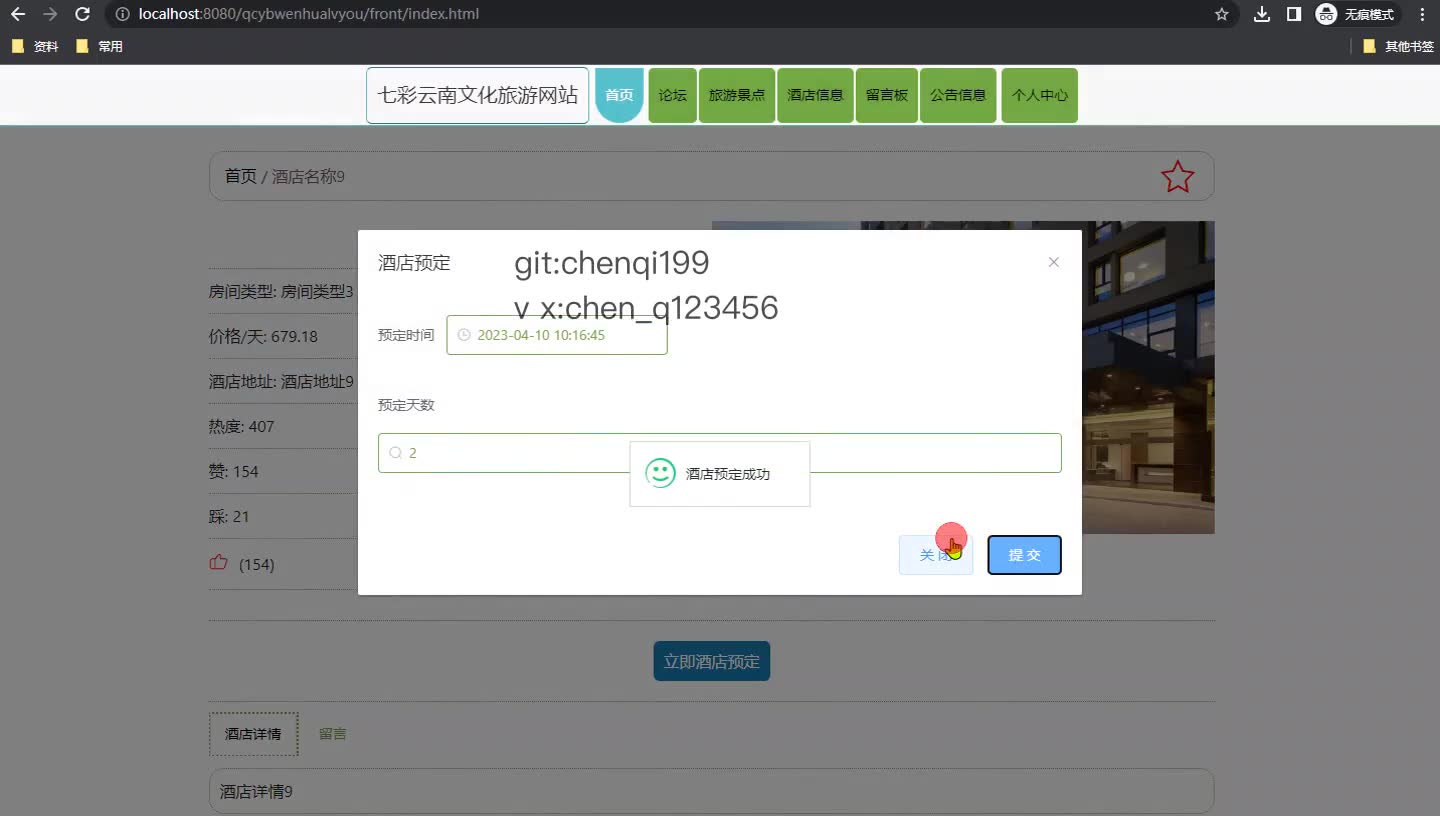 localhost:8080/qcybwenhualvyou/front/index.html
无痕模式
资料 常用 其他书签
七彩云南文化旅游网站 首页 论坛 旅游景点 酒店信息 留言板 公告信息 个人中心
首页 / 酒店名称9
酒店预定
git:chenqi199
v x:chen_q123456
房间类型: 房间类型3
预定时间 2023-04-10 10:16:45
价格/天: 679.18
酒店地址: 酒店地址9
预定天数
热度: 407
2
赞: 154
酒店预定成功
踩: 21
关 闭 提 交
(154)
立即酒店预定
酒店详情 留言
酒店详情9